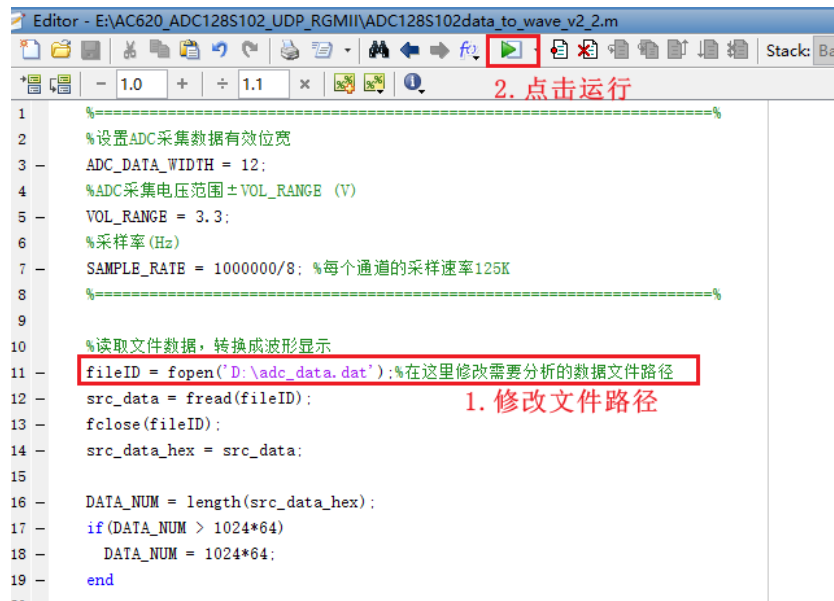 Editor - E:\AC620_ADC128S102_UDP_RGMII\ADC128S102data_to_wave_v2_2.m
Stack: Ba
- 1.0 + ÷ 1.1 ×
2. 点击运行
1 %======================================================================%
2 %设置ADC采集数据有效位宽
3 – ADC_DATA_WIDTH = 12;
4 %ADC采集电压范围±VOL_RANGE (V)
5 – VOL_RANGE = 3.3;
6 %采样率(Hz)
7 – SAMPLE_RATE = 1000000/8; %每个通道的采样速率125K
8 %======================================================================%
9
10 %读取文件数据，转换成波形显示
11 – fileID = fopen('D:\adc_data.dat');%在这里修改需要分析的数据文件路径
12 – src_data = fread(fileID);
1. 修改文件路径
13 – fclose(fileID);
14 – src_data_hex = src_data;
15
16 – DATA_NUM = length(src_data_hex);
17 – if(DATA_NUM > 1024*64)
18 – DATA_NUM = 1024*64;
19 – end